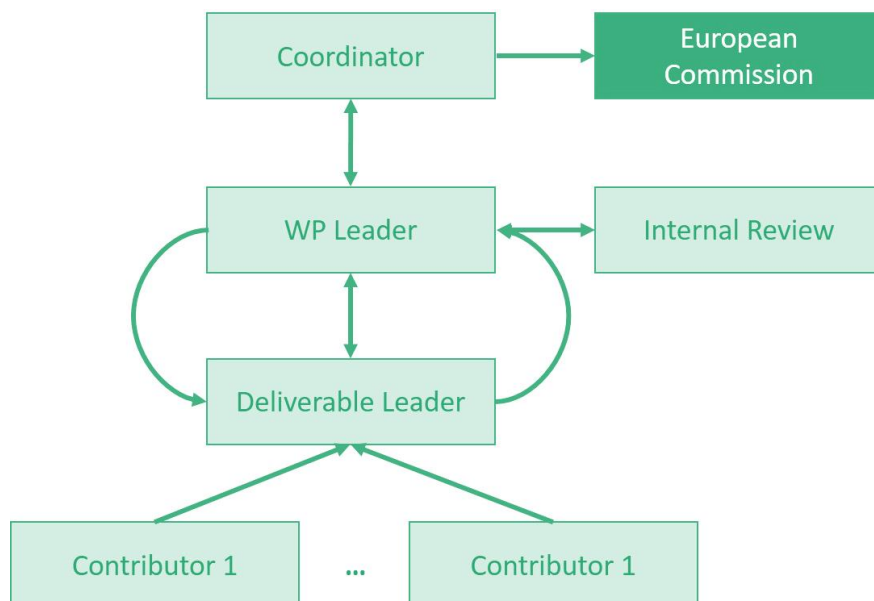 Coordinator
European
Commission
WP Leader
Internal Review
Deliverable Leader
Contributor 1
...
Contributor 1